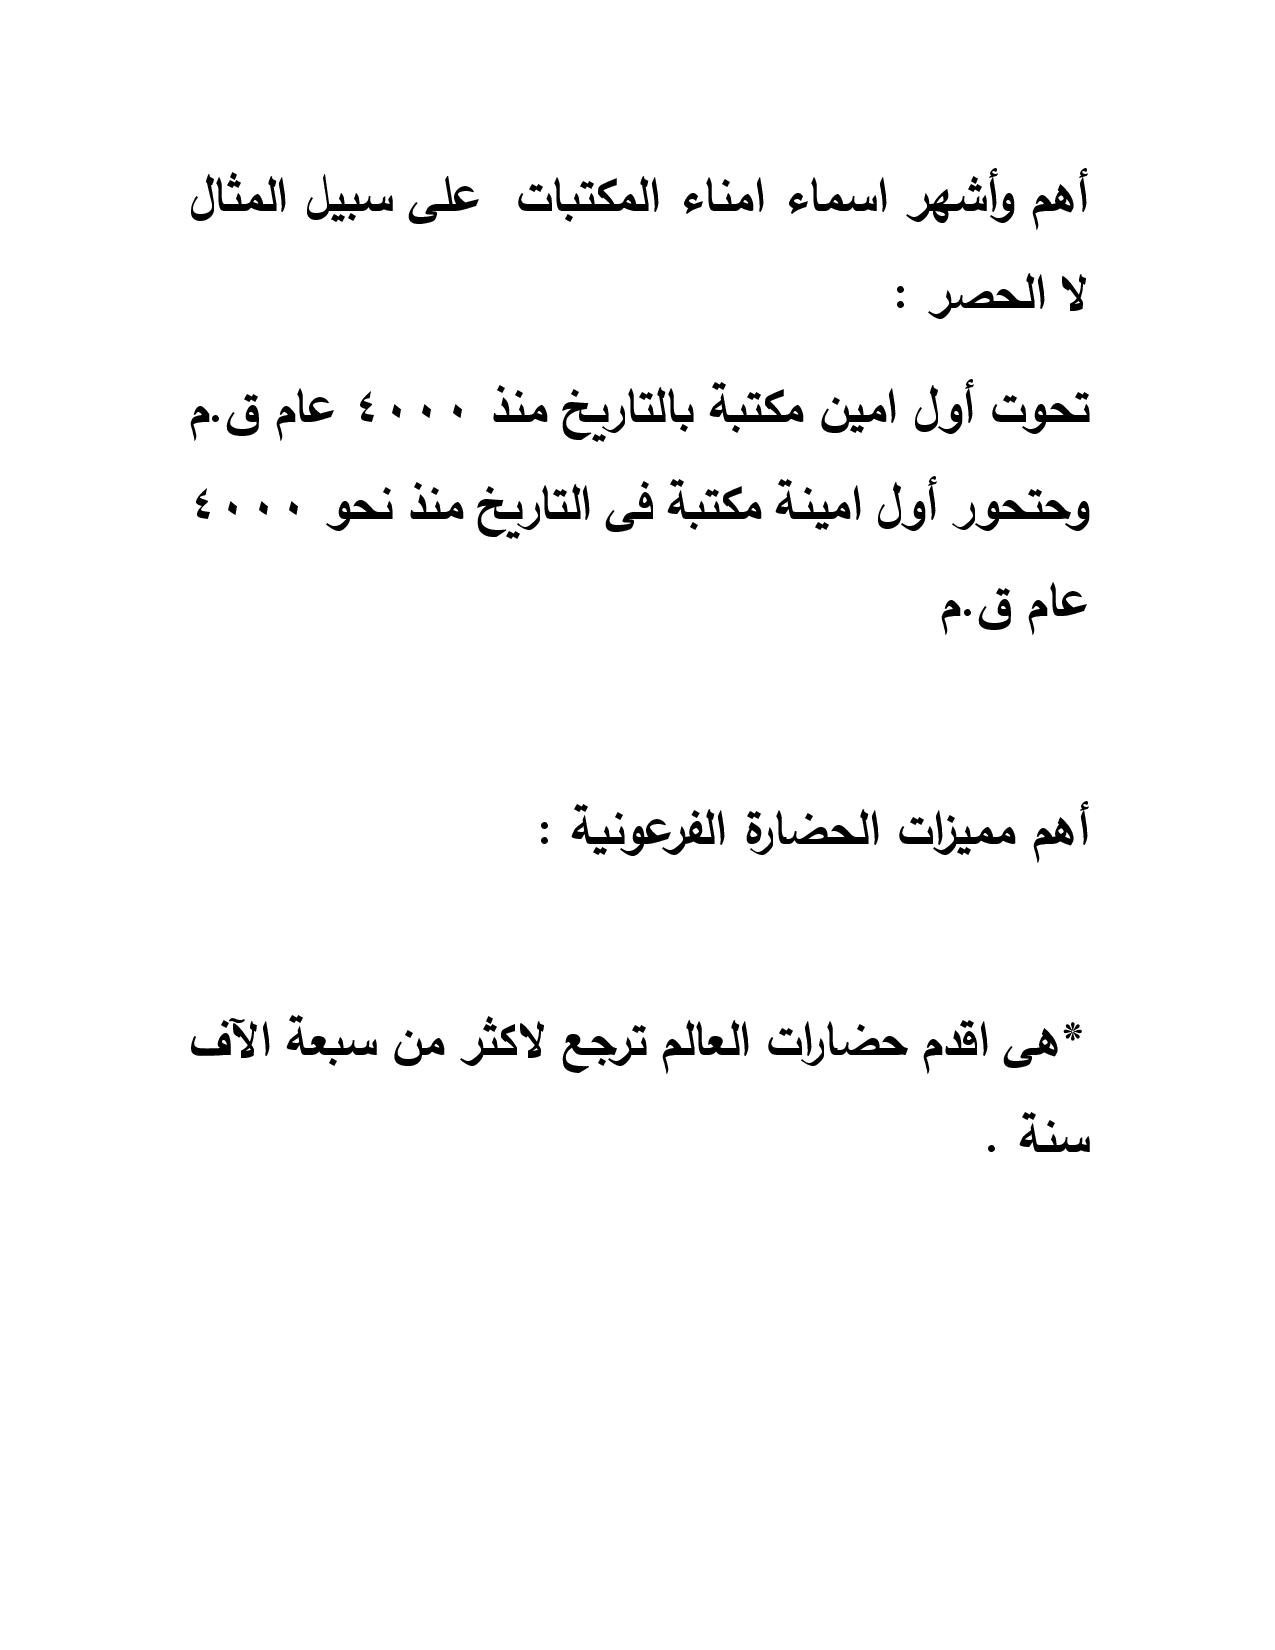 أهم وأشهر اسماء امناء المكتبات على سبيل المثال
لا الحصر :
تحوت أول امين مكتبة بالتاريخ منذ ٤٠٠٠ عام ق.م
وحتحور أول امينة مكتبة فى التاريخ منذ نحو ٤٠٠٠
عام ق.م
أهم مميزات الحضارة الفرعونية :
*هى اقدم حضارات العالم ترجع لاكثر من سبعة الآف
سنة .